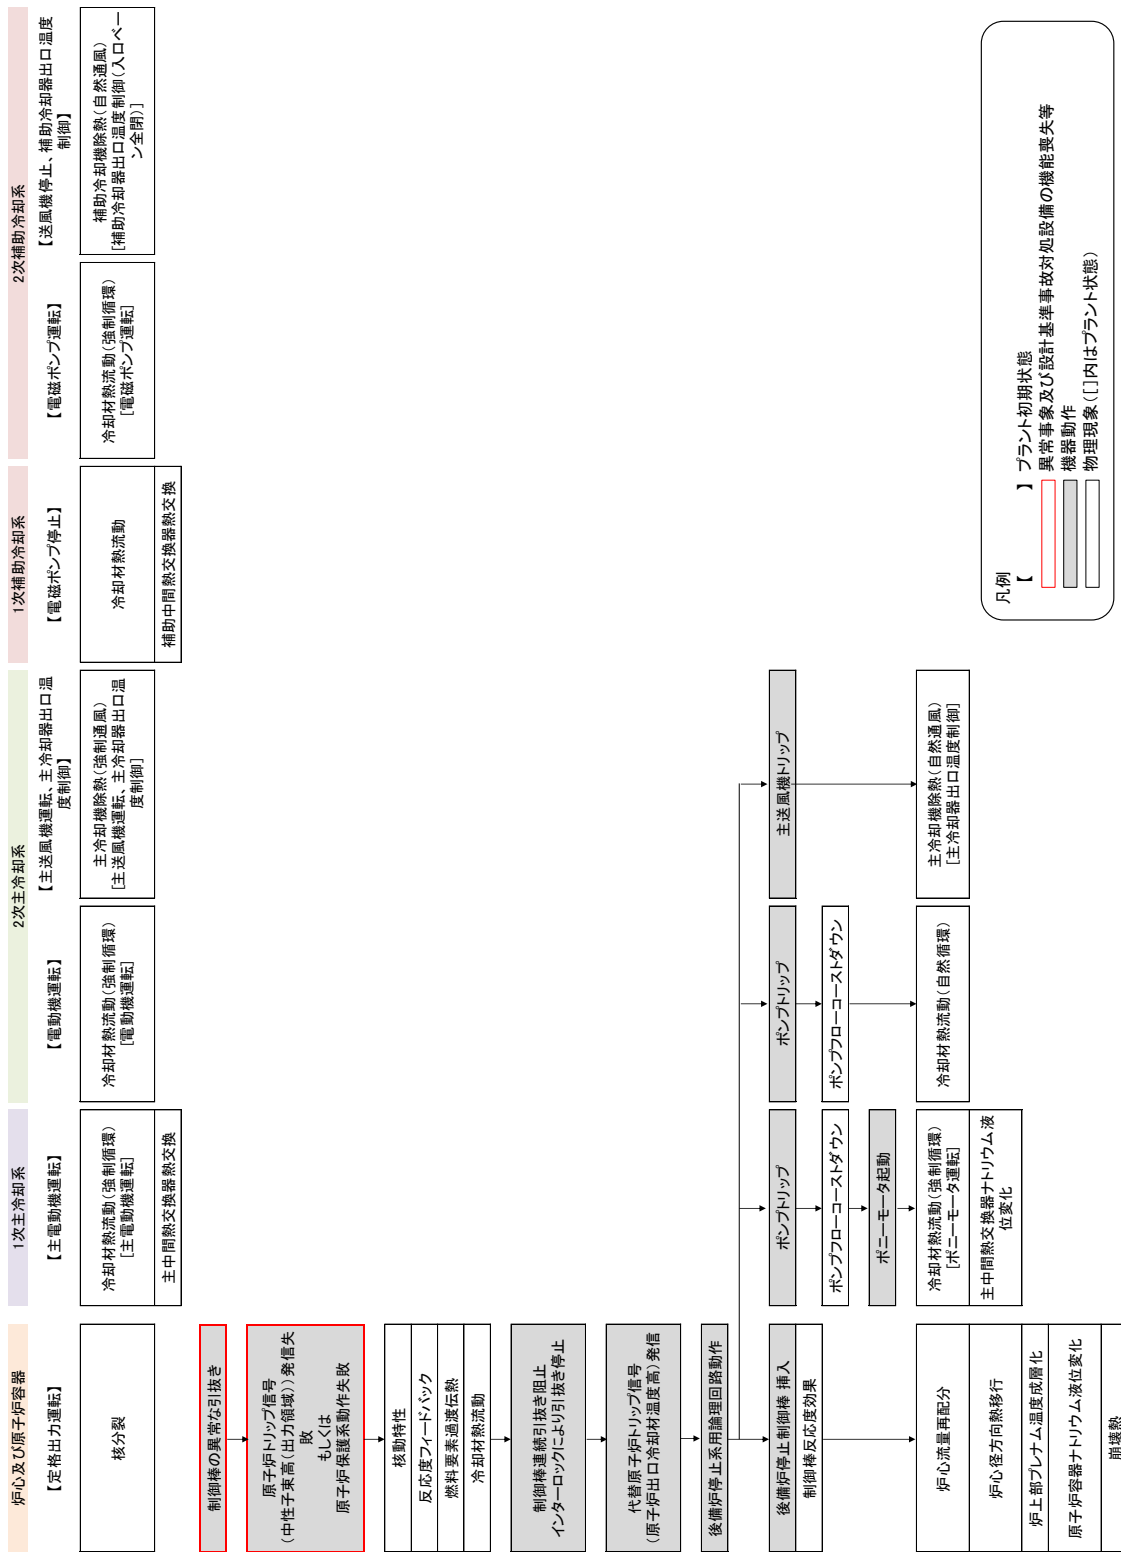 炉心及び原子炉容器
1次主冷却系
2次主冷却系
1次補助冷却系
2次補助冷却系
【定格出力運転】
【主電動機運転】
【電動機運転】
【主送風機運転、主冷却器出口温
度制御】
【電磁ポンプ停止】
【電磁ポンプ運転】
【送風機停止、補助冷却器出口温度
制御】
核分裂
冷却材熱流動(強制循環)
[主電動機運転]
主中間熱交換器熱交換
冷却材熱流動(強制循環)
[電動機運転]
主冷却機除熱(強制通風)
[主送風機運転、主冷却器出口温
度制御]
冷却材熱流動
補助中間熱交換器熱交換
冷却材熱流動(強制循環)
[電磁ポンプ運転]
補助冷却機除熱(自然通風)
[補助冷却器出口温度制御(入口ベー
ン全閉)]
制御棒の異常な引抜き
原子炉トリップ信号
(中性子束高(出力領域))発信失
敗
もしくは
原子炉保護系動作失敗
核動特性
反応度フィードバック
燃料要素過渡伝熱
冷却材熱流動
制御棒連続引抜き阻止
インターロックにより引抜き停止
代替原子炉トリップ信号
(原子炉出口冷却材温度高)発信
後備炉停止系用論理回路動作
後備炉停止制御棒 挿入
制御棒反応度効果
ポンプトリップ
ポンプフローコーストダウン
ポニーモータ起動
ポンプトリップ
ポンプフローコーストダウン
主送風機トリップ
炉心流量再配分
炉心径方向熱移行
炉上部プレナム温度成層化
原子炉容器ナトリウム液位変化
崩壊熱
冷却材熱流動(強制循環)
[ポニーモータ運転]
主中間熱交換器ナトリウム液
位変化
冷却材熱流動(自然循環)
主冷却機除熱(自然通風)
[主冷却器出口温度制御]
凡例
【 】 プラント初期状態
異常事象及び設計基準事故対処設備の機能喪失等
機器動作
物理現象([]内はプラント状態)